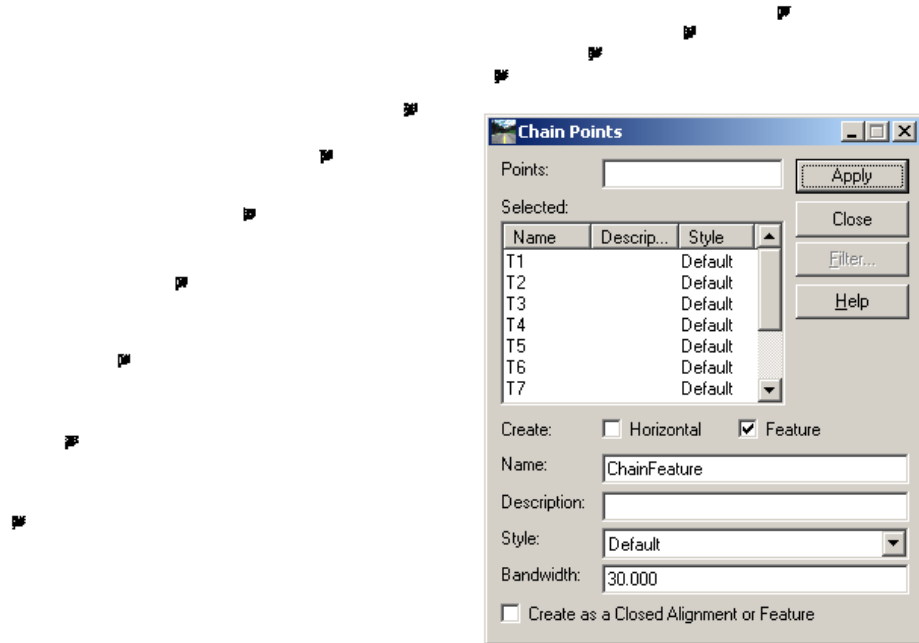 Chain Points
Points:
Apply
Selected:
Close
Name Descrip... Style
Filter...
T1 Default
T2 Default
T3 Default
Help
T4 Default
T5 Default
T6 Default
T7 Default
Create: Horizontal Feature
Name: ChainFeature
Description:
Style: Default
Bandwidth: 30.000
Create as a Closed Alignment or Feature